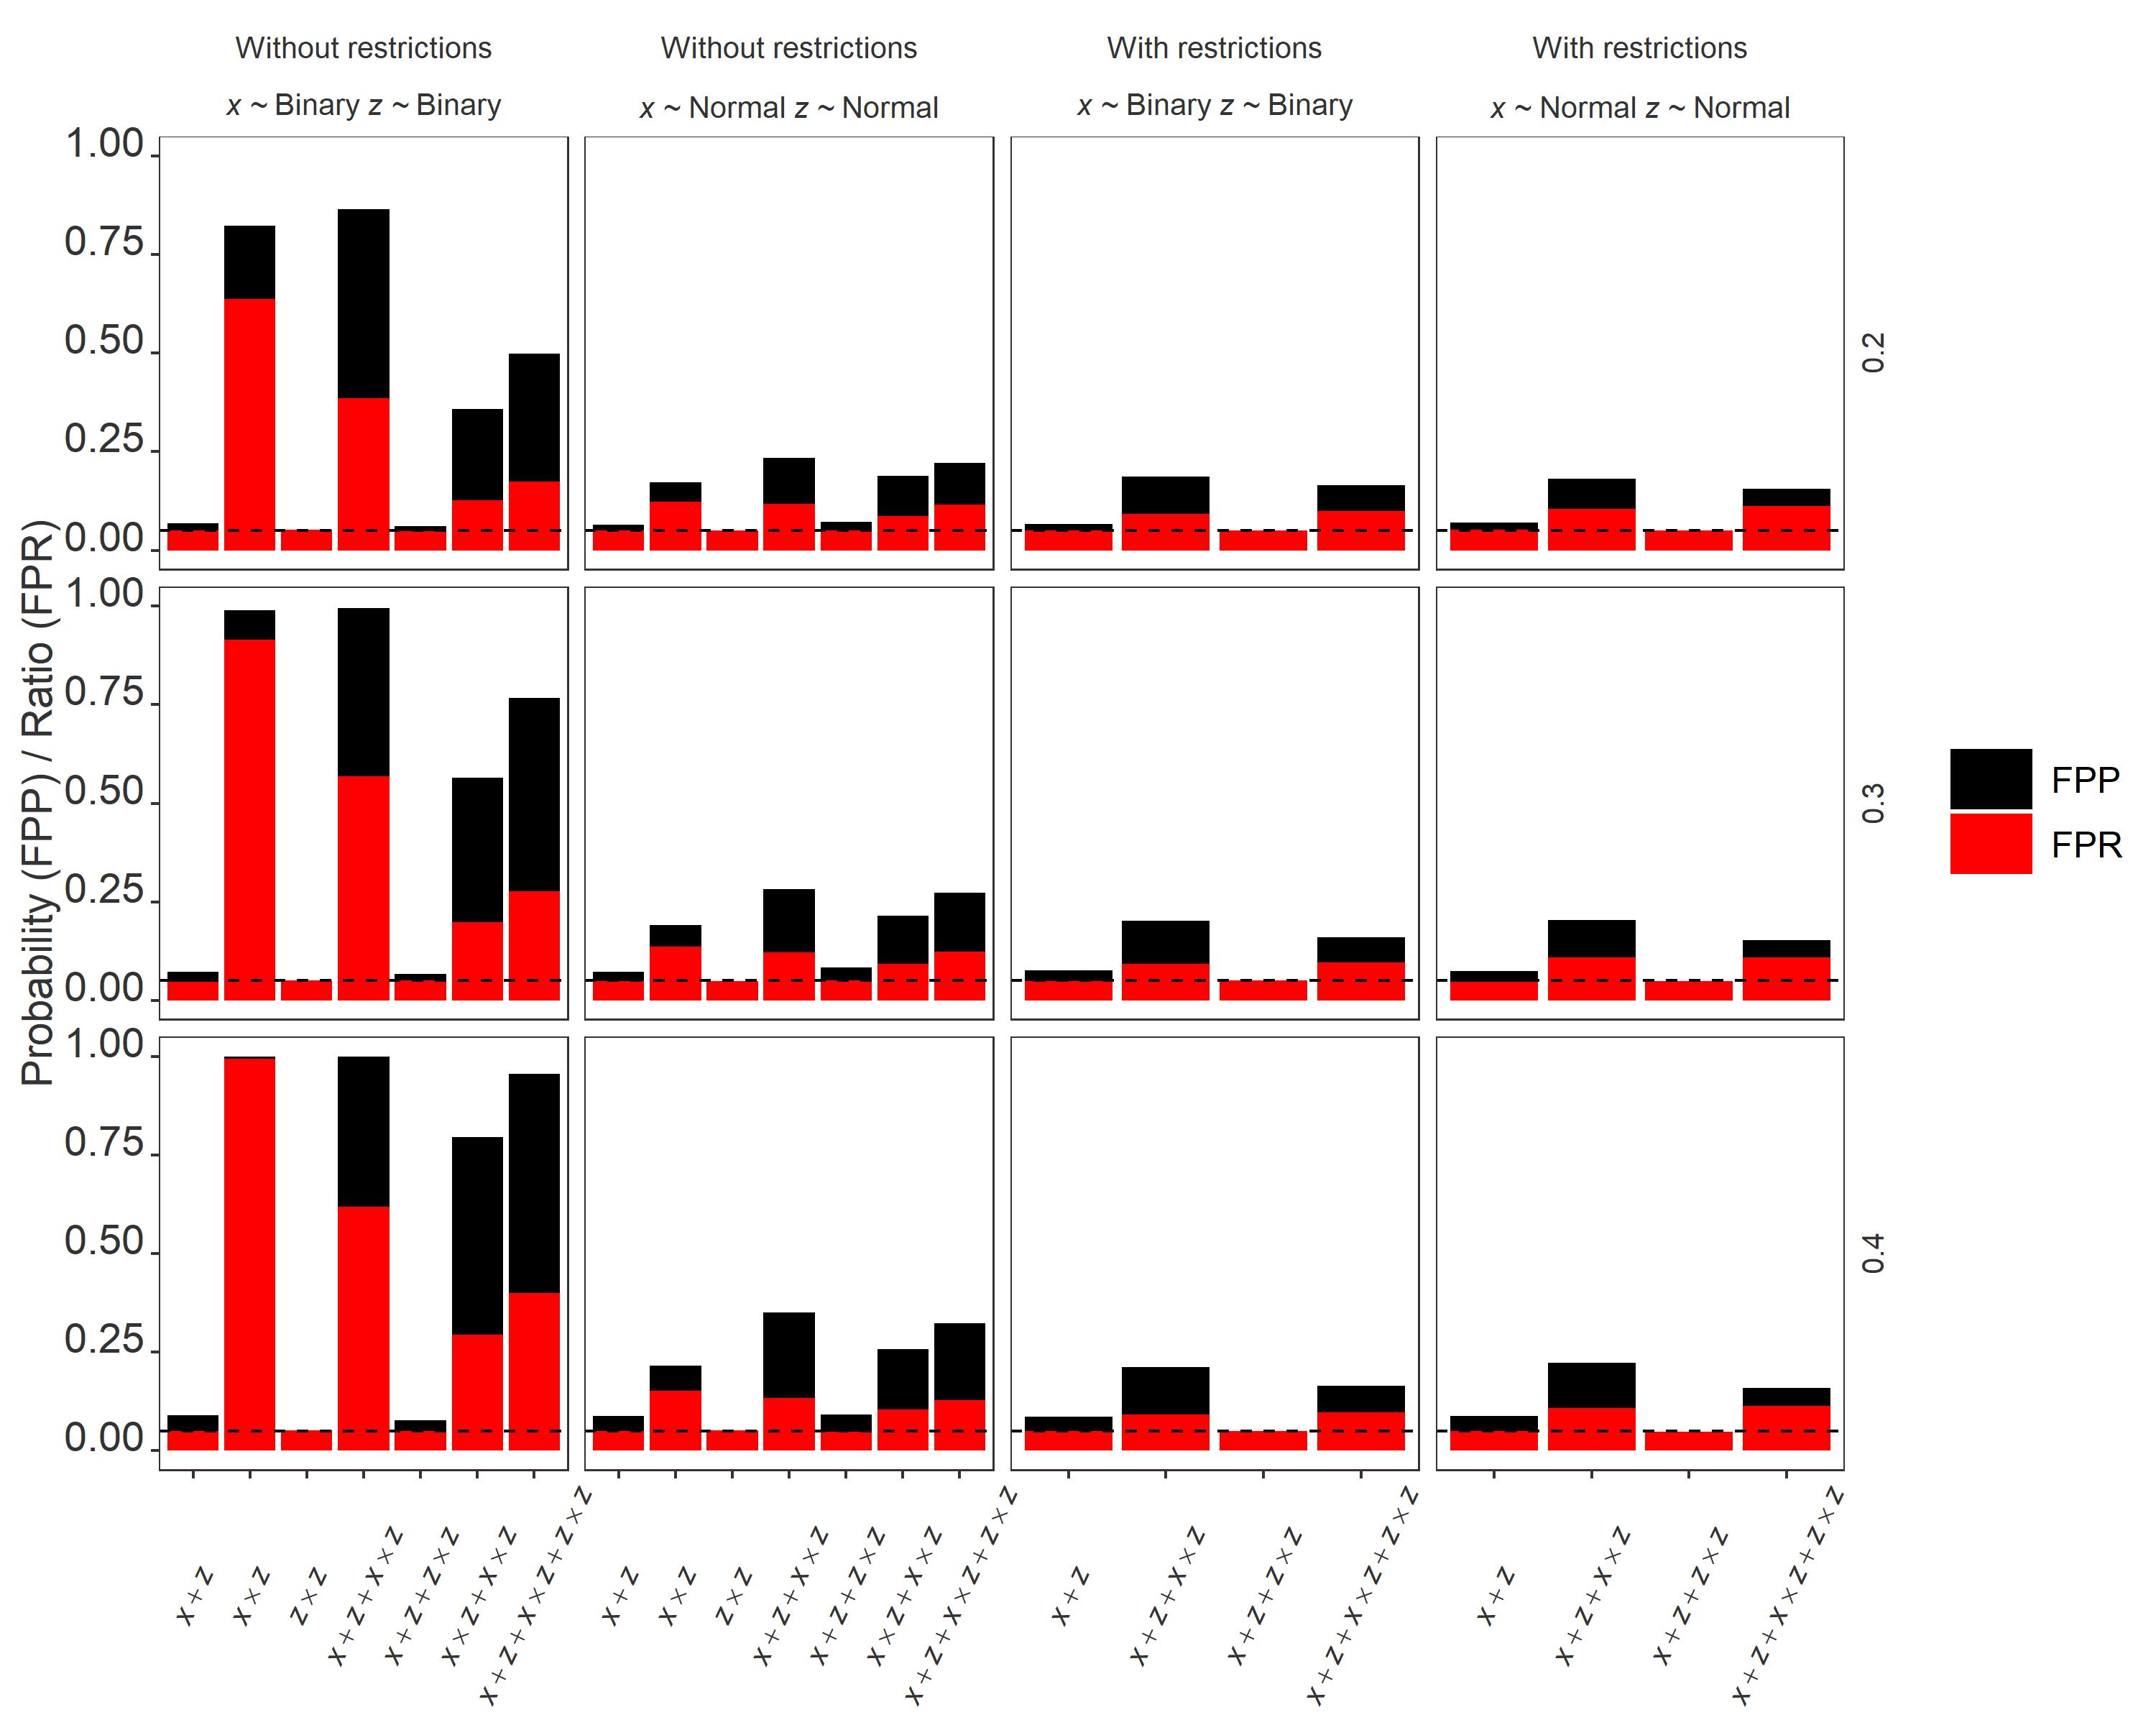 Without restrictions
Without restrictions
With restrictions
With restrictions
x ~ Binary z ~ Binary
x ~ Normal z ~ Normal
x ~ Binary z ~ Binary
x ~ Normal z ~ Normal
Probability (FPP) / Ratio (FPR)
1.00
0.75
0.50
0.25
0.00
0.2
1.00
0.75
0.50
0.25
0.00
0.3
1.00
0.75
0.50
0.25
0.00
0.4
FPP
FPR
x + z
x × z
z × z
x + z + x × z
x + z + z × z
x × z + x × z
x + z + x × z + z × z
x + z
x × z
z × z
x + z + x × z
x + z + z × z
x × z + x × z
x + z + x × z + z × z
x + z
x + z + x × z
x + z + z × z
x + z + x × z + z × z
x + z
x + z + x × z
x + z + z × z
x + z + x × z + z × z